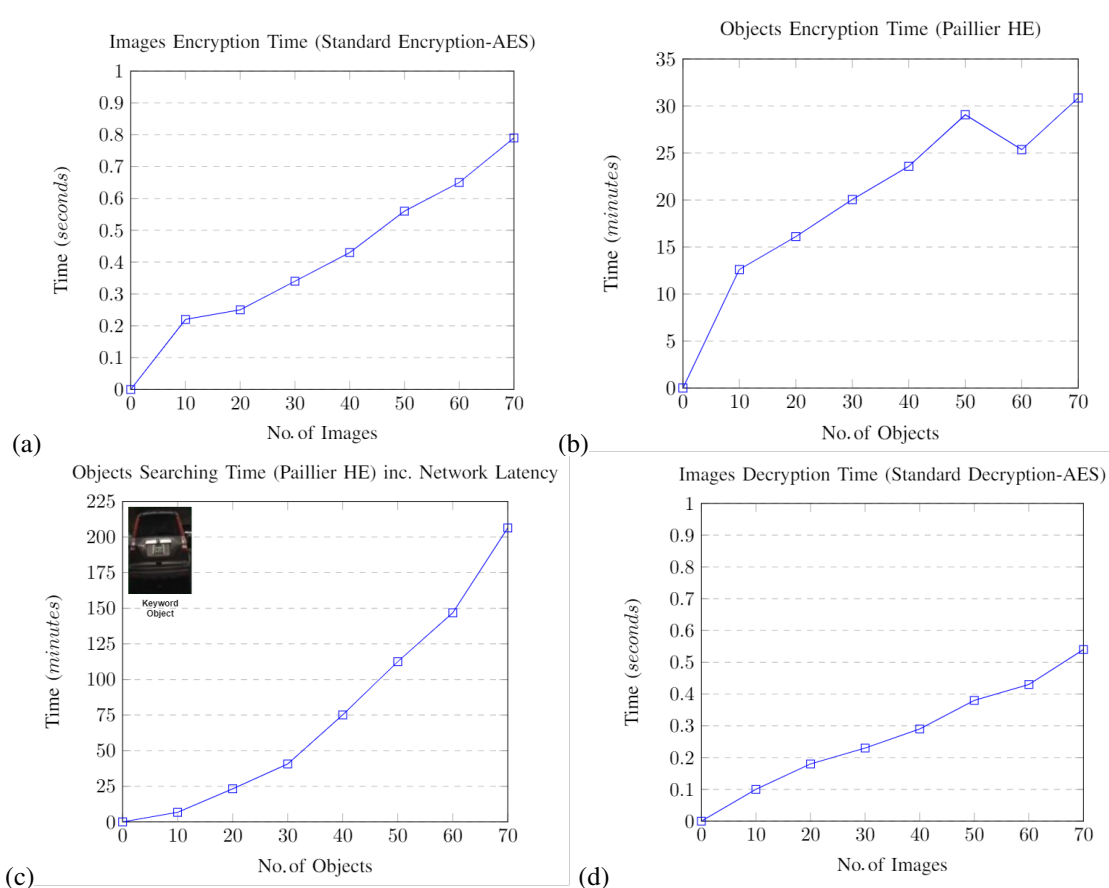 Images Encryption Time (Standard Encryption-AES)
1
0.9
0.8
0.7
0.6
0.5
0.4
0.3
0.2
0.1
0
Time (seconds)
0 10 20 30 40 50 60 70
No. of Images
(a)
Objects Encryption Time (Paillier HE)
35
30
25
20
15
10
5
0
Time (minutes)
0 10 20 30 40 50 60 70
No. of Objects
(b)
Objects Searching Time (Paillier HE) inc. Network Latency
225
200
175
150
125
100
75
50
25
0
Time (minutes)
Keyword
Object
0 10 20 30 40 50 60 70
No. of Objects
(c)
Images Decryption Time (Standard Decryption-AES)
1
0.9
0.8
0.7
0.6
0.5
0.4
0.3
0.2
0.1
0
Time (seconds)
0 10 20 30 40 50 60 70
No. of Images
(d)